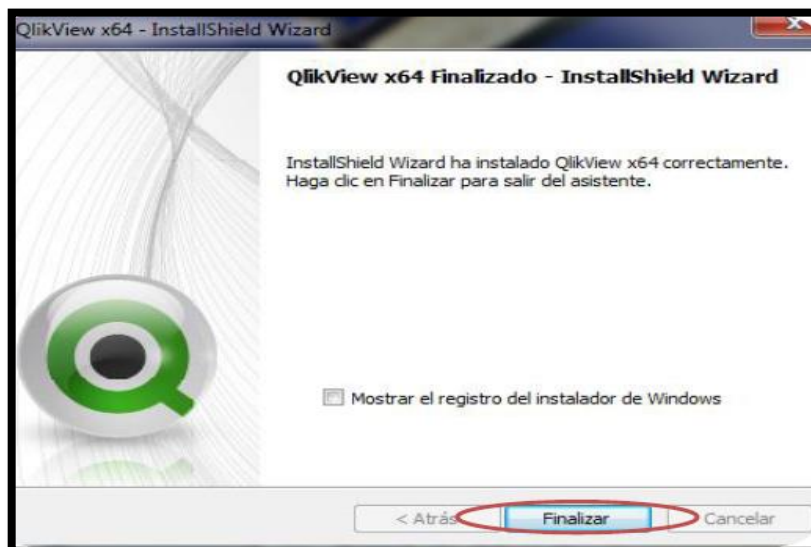 QlikView x64 - InstallShield Wizard
QlikView x64 Finalizado - InstallShield Wizard
InstallShield Wizard ha instalado QlikView x64 correctamente.
Haga clic en Finalizar para salir del asistente.
Mostrar el registro del instalador de Windows
< Atrás
Finalizar
Cancelar